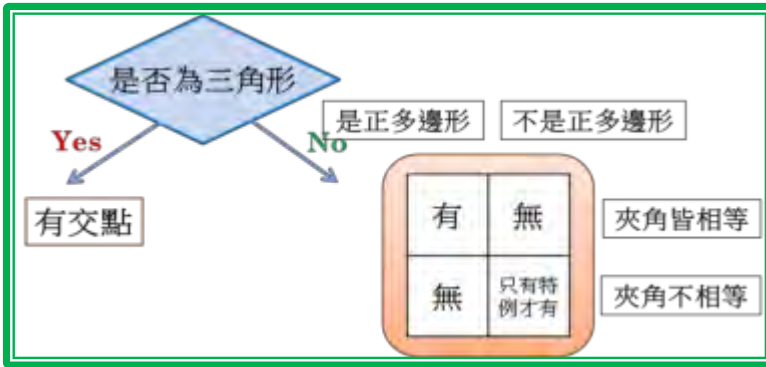 是否為三角形
Yes
No
有交點
是正多邊形
不是正多邊形
有
無
夾角皆相等
無
只有特
例才有
夾角不相等